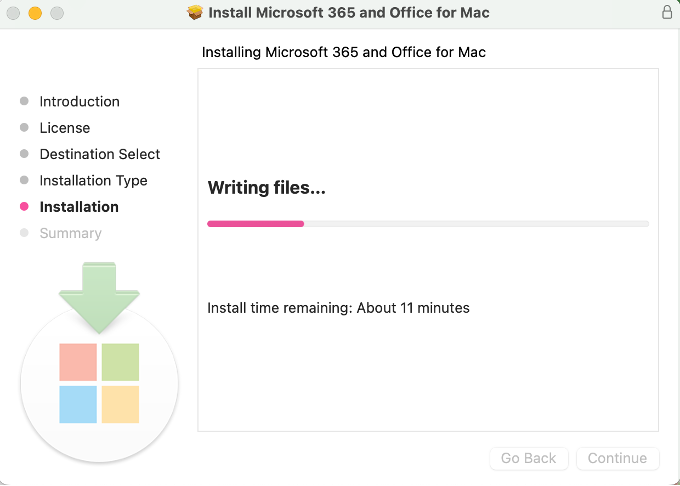 Install Microsoft 365 and Office for Mac
Installing Microsoft 365 and Office for Mac
Introduction
License
Destination Select
Installation Type
Installation
Summary
Writing files...
Install time remaining: About 11 minutes
Go Back
Continue